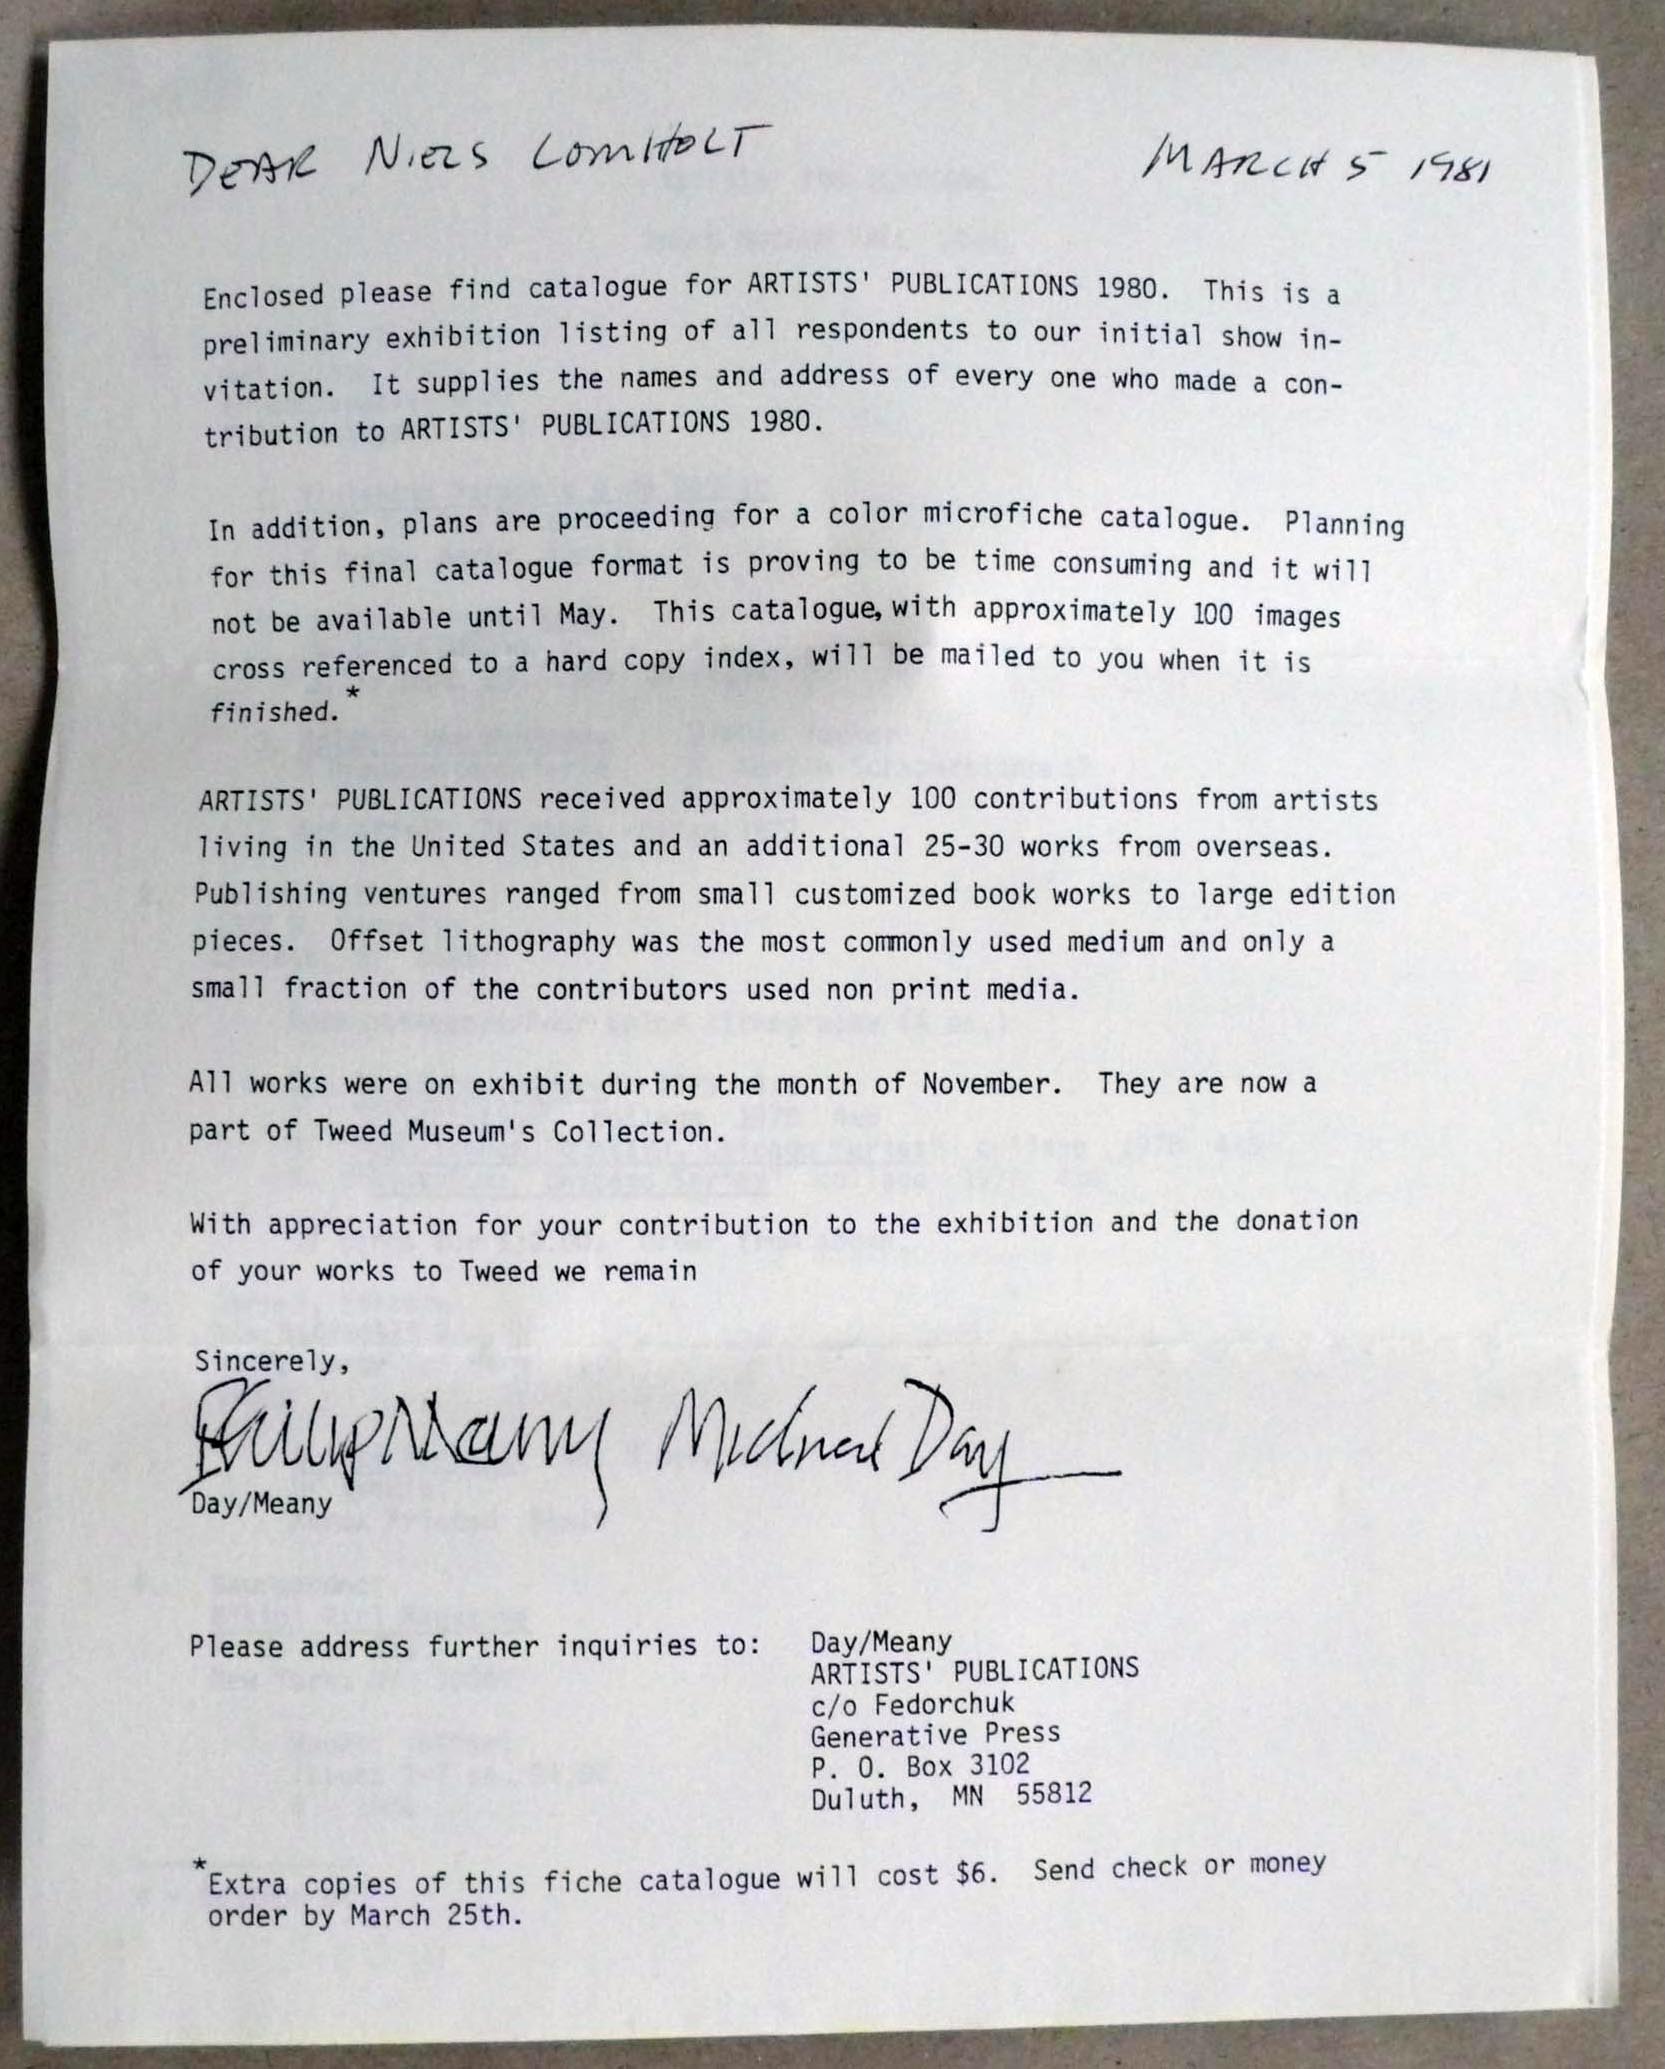 DEAR NIELS LOMHOLT MARCH 5 1981
Enclosed please find catalogue for ARTISTS' PUBLICATIONS 1980. This is a
preliminary exhibition listing of all respondents to our initial show in-
vitation. It supplies the names and address of every one who made a con-
tribution to ARTISTS' PUBLICATIONS 1980.
In addition, plans are proceeding for a color microfiche catalogue. Planning
for this final catalogue format is proving to be time consuming and it will
not be available until May. This catalogue, with approximately 100 images
cross referenced to a hard copy index, will be mailed to you when it is
finished.*
ARTISTS' PUBLICATIONS received approximately 100 contributions from artists
living in the United States and an additional 25-30 works from overseas.
Publishing ventures ranged from small customized book works to large edition
pieces. Offset lithography was the most commonly used medium and only a
small fraction of the contributors used non print media.
All works were on exhibit during the month of November. They are now a
part of Tweed Museum's Collection.
With appreciation for your contribution to the exhibition and the donation
of your works to Tweed we remain
Sincerely,
Philip Meany Michael Day
Day/Meany
Please address further inquiries to: Day/Meany
ARTISTS' PUBLICATIONS
c/o Fedorchuk
Generative Press
P. O. Box 3102
Duluth, MN 55812
*Extra copies of this fiche catalogue will cost $6. Send check or money
order by March 25th.